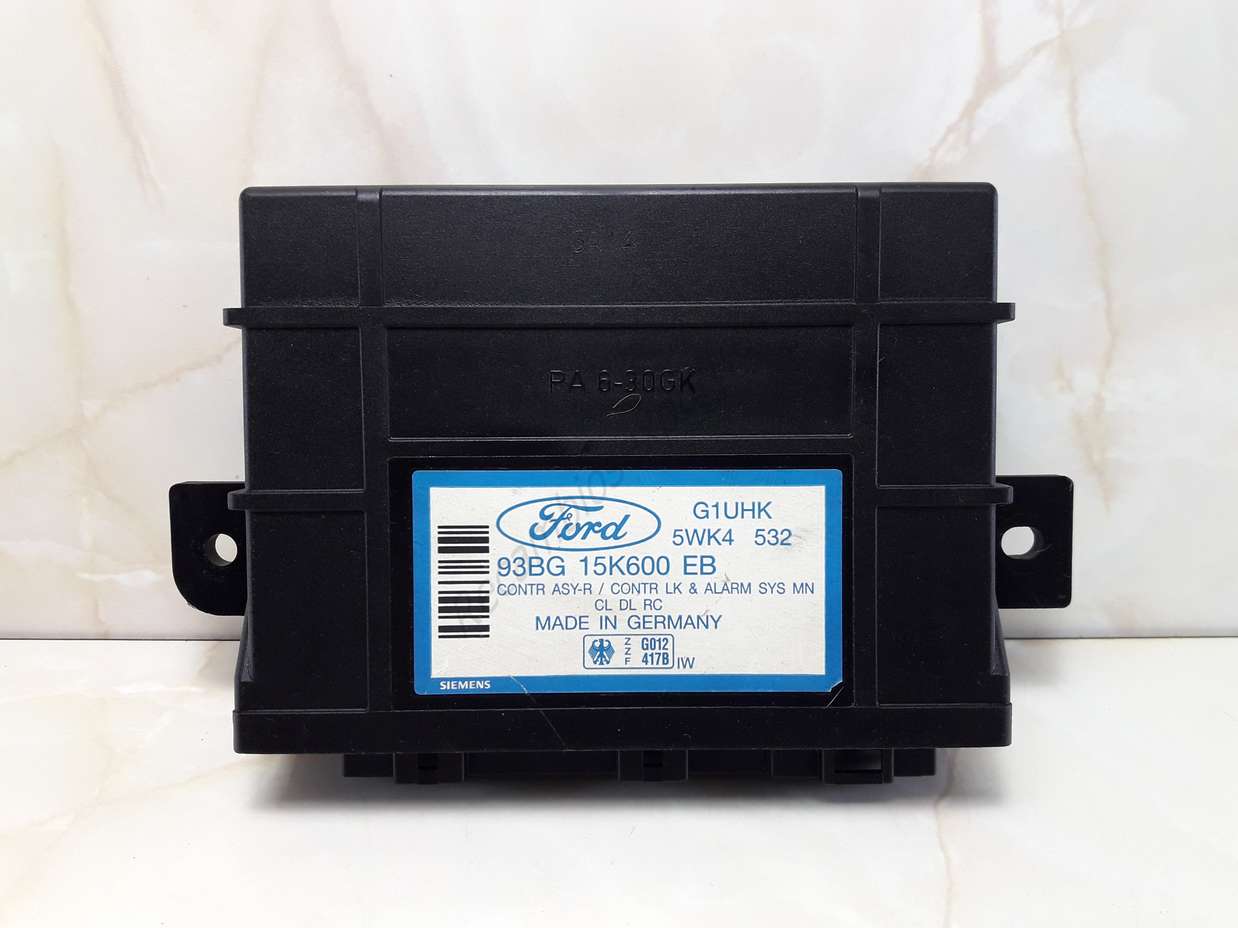 PA 6-30GK
Ford
G1UHK
5WK4 532
93BG 15K600 EB
CONTR ASY-R / CONTR LK & ALARM SYS MN
CL DL RC
MADE IN GERMANY
ZZF G012
417B IW
SIEMENS